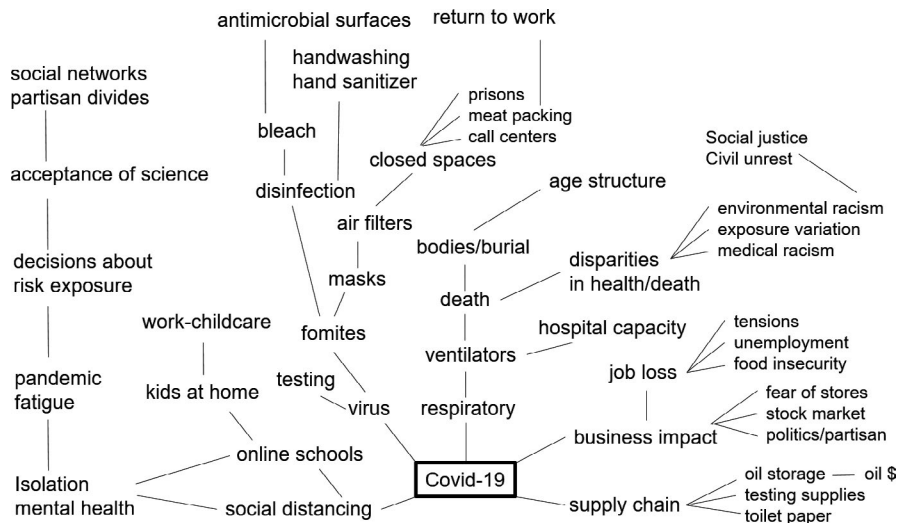 antimicrobial surfaces
return to work
handwashing
hand sanitizer
social networks
partisan divides
prisons
meat packing
call centers
bleach
closed spaces
Social justice
Civil unrest
acceptance of science
disinfection
age structure
air filters
environmental racism
exposure variation
medical racism
bodies/burial
disparities
in health/death
decisions about
risk exposure
masks
death
work-childcare
fomites
hospital capacity
tensions
unemployment
food insecurity
ventilators
job loss
pandemic
fatigue
testing
kids at home
virus
respiratory
fear of stores
stock market
politics/partisan
business impact
online schools
Isolation
mental health
Covid-19
social distancing
supply chain
oil storage
oil $
testing supplies
toilet paper